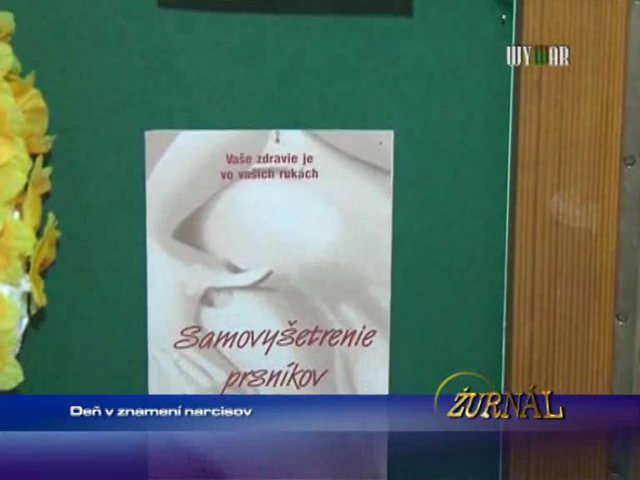 WYWAR
Vaše zdravie je
vo vašich rukách
Samovyšetrenie
prsníkov
Deň v znamení narcisov
ŽURNÁL